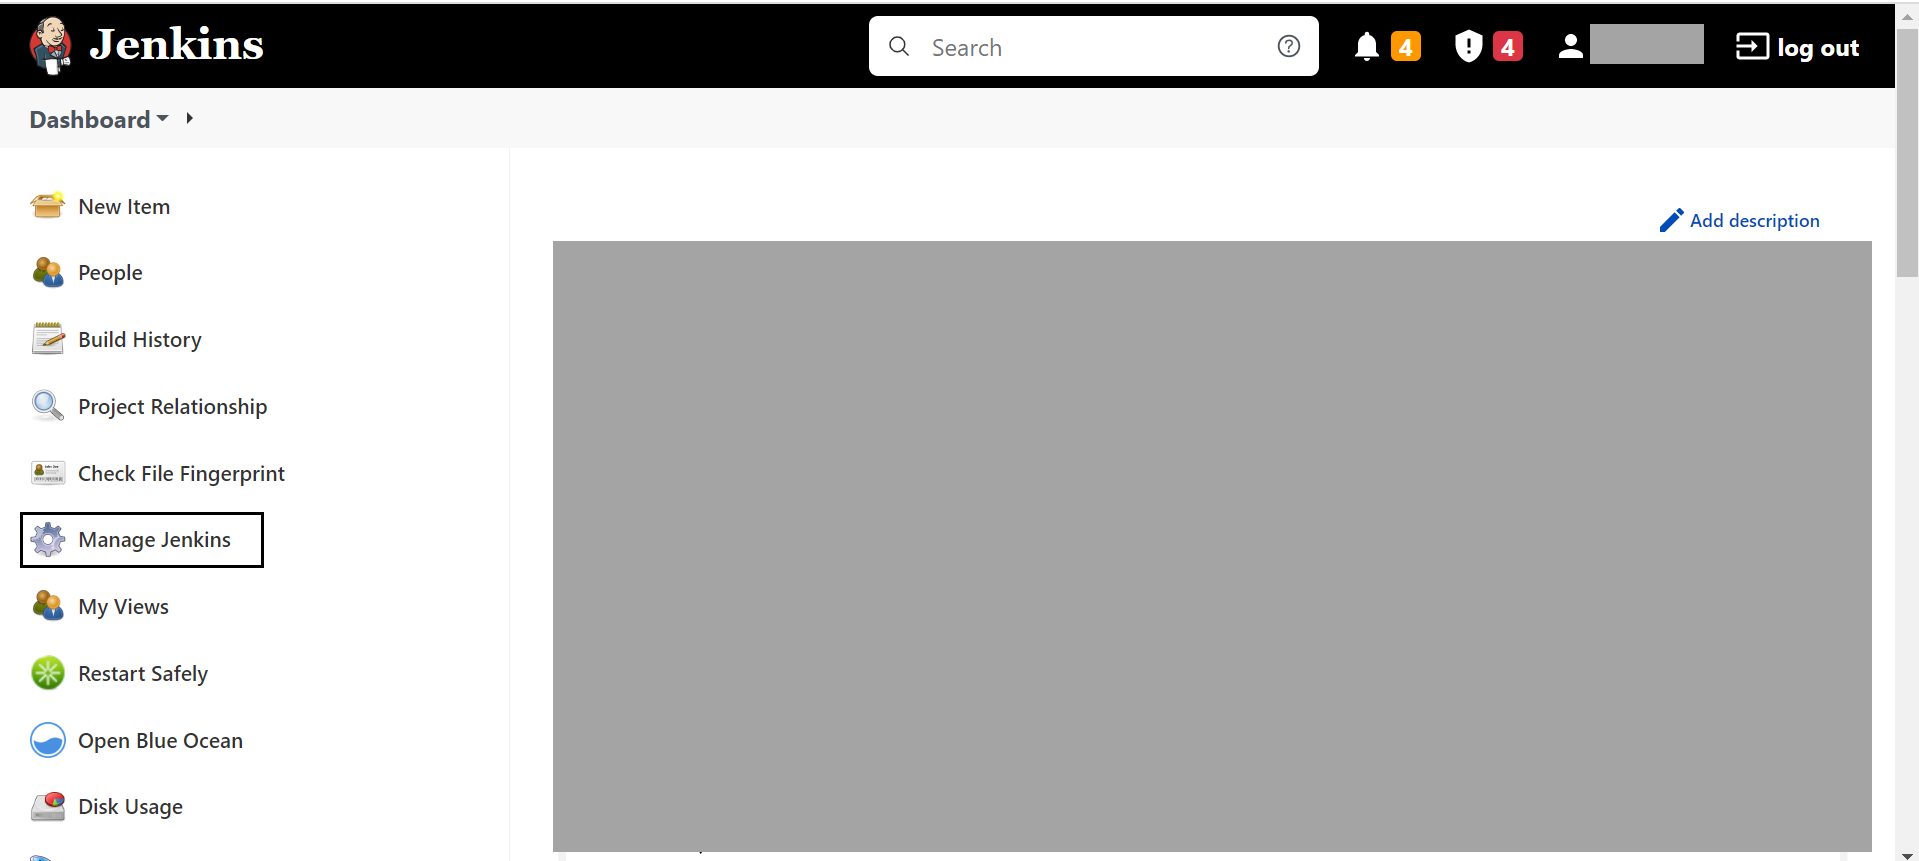 Jenkins
Search
4
4
log out
Dashboard
New Item
Add description
People
Build History
Project Relationship
Check File Fingerprint
Manage Jenkins
My Views
Restart Safely
Open Blue Ocean
Disk Usage